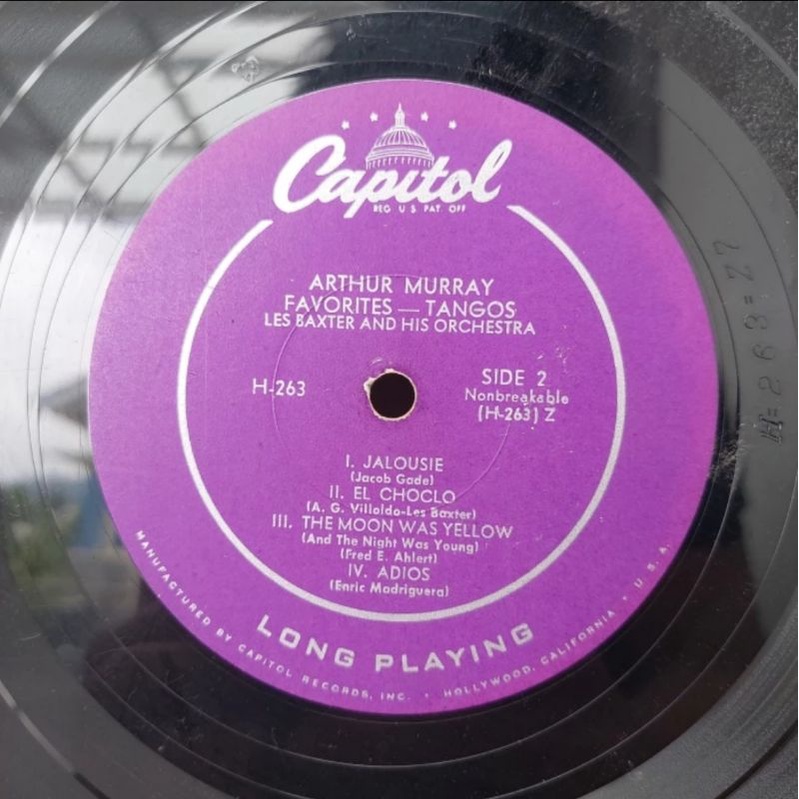 Capitol
REG. U.S. PAT. OFF
ARTHUR MURRAY
FAVORITES — TANGOS
LES BAXTER AND HIS ORCHESTRA
H-263
SIDE 2
Nonbreakable
(H-263) Z
I. JALOUSIE
(Jacob Gade)
II. EL CHOCLO
(A. G. Villoldo-Les Baxter)
III. THE MOON WAS YELLOW
(And The Night Was Young)
(Fred E. Ahlert)
IV. ADIOS
(Enric Madriguera)
LONG PLAYING
MANUFACTURED BY CAPITOL RECORDS, INC. • HOLLYWOOD, CALIFORNIA • U.S.A.
H-263-Z7